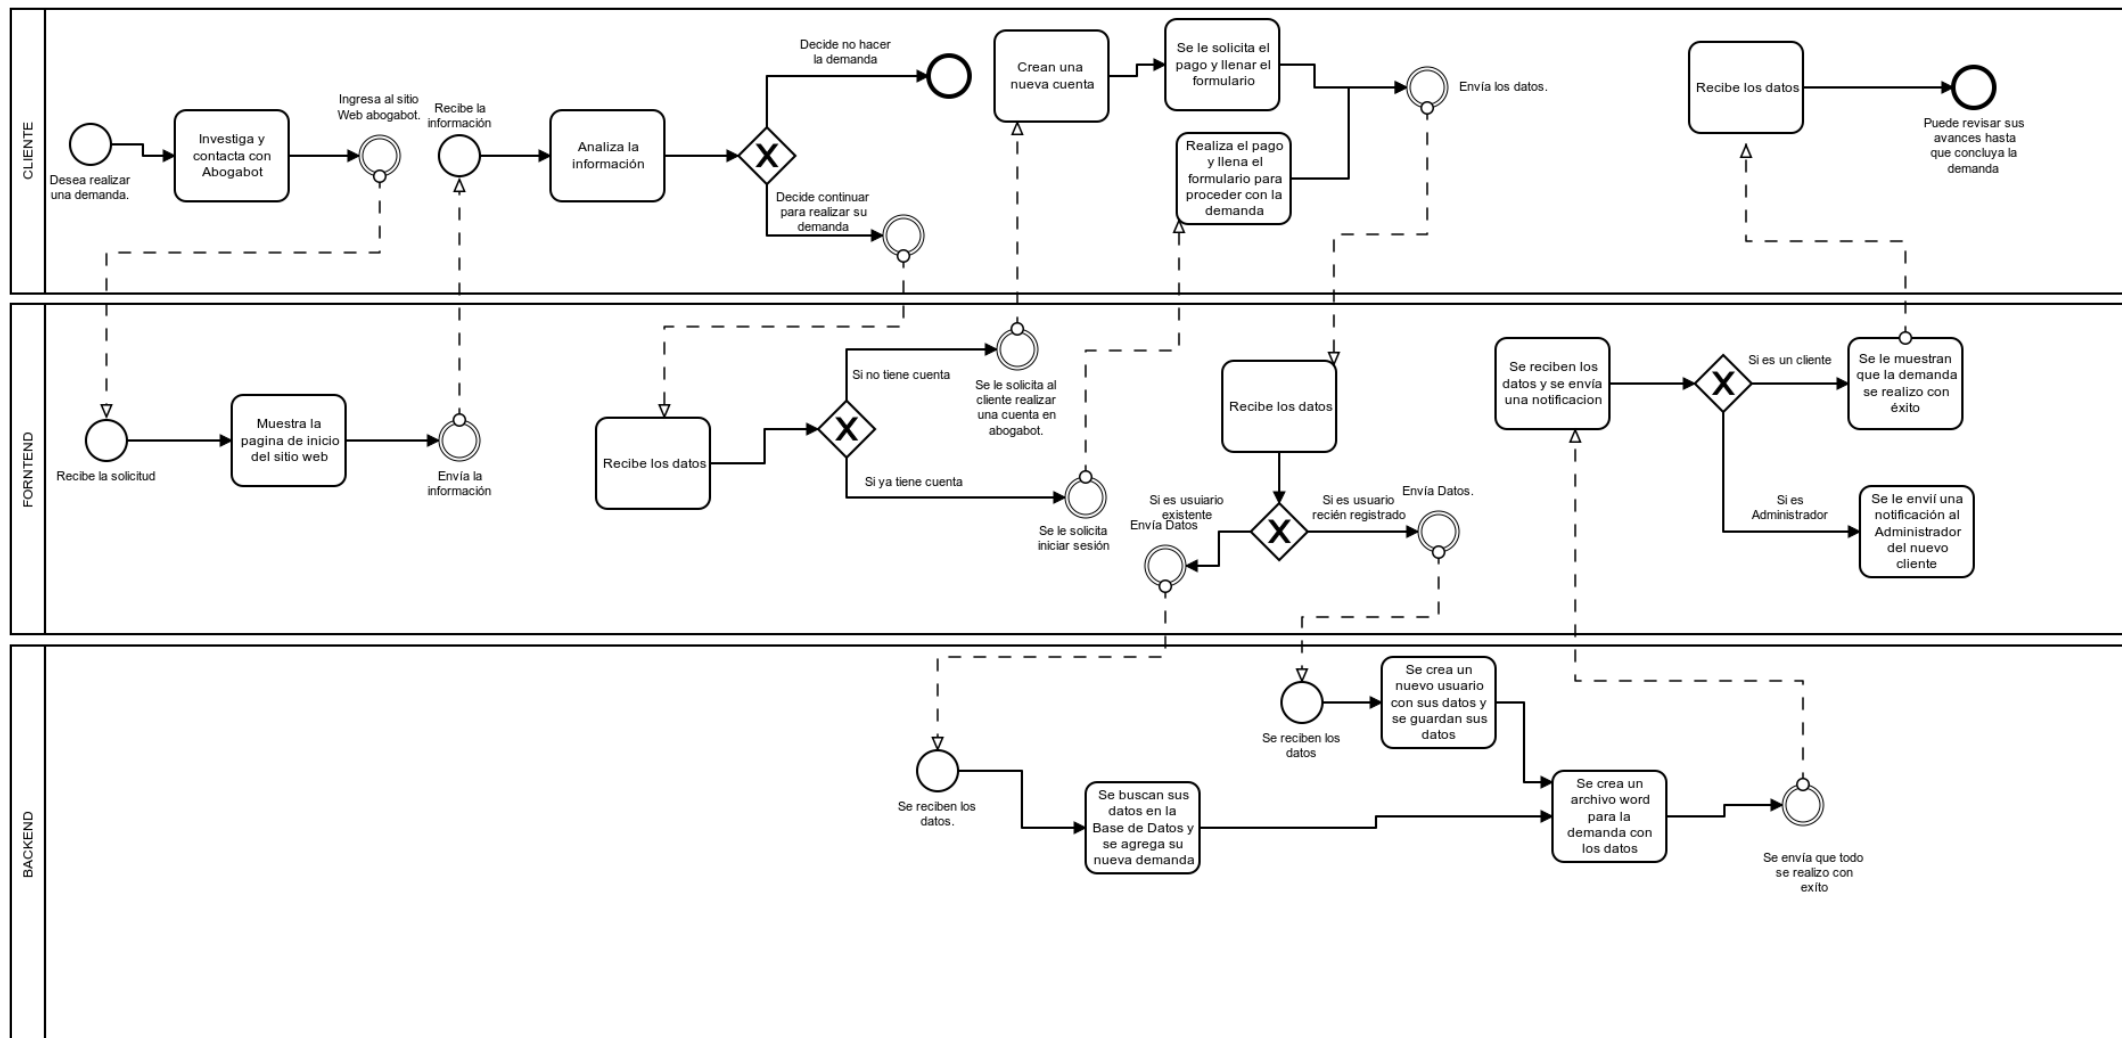 CLIENTE
Desea realizar
una demanda.
Investiga y
contacta con
Abogabot
Ingresa al sitio
Web abogabot.
Recibe la
información
Analiza la
información
Decide no hacer
la demanda
Decide continuar
para realizar su
demanda
Crean una
nueva cuenta
Se le solicita el
pago y llenar el
formulario
Realiza el pago
y llena el
formulario para
proceder con la
demanda
Envía los datos.
Recibe los datos
Puede revisar sus
avances hasta
que concluya la
demanda
FORNTEND
Recibe la solicitud
Muestra la
pagina de inicio
del sitio web
Envía la
información
Recibe los datos
Si no tiene cuenta
Si ya tiene cuenta
Se le solicita al
cliente realizar
una cuenta en
abogabot.
Se le solicita
iniciar sesión
Recibe los datos
Si es usuiario
existente
Envía Datos
Si es usuario
recién registrado
Envía Datos.
Se reciben los
datos y se envía
una notificacion
Si es un cliente
Se le muestran
que la demanda
se realizo con
éxito
Si es
Administrador
Se le envií una
notificación al
Administrador
del nuevo
cliente
BACKEND
Se reciben los
datos.
Se buscan sus
datos en la
Base de Datos y
se agrega su
nueva demanda
Se reciben los
datos
Se crea un
nuevo usuario
con sus datos y
se guardan sus
datos
Se crea un
archivo word
para la
demanda con
los datos
Se envía que todo
se realizo con
exíto